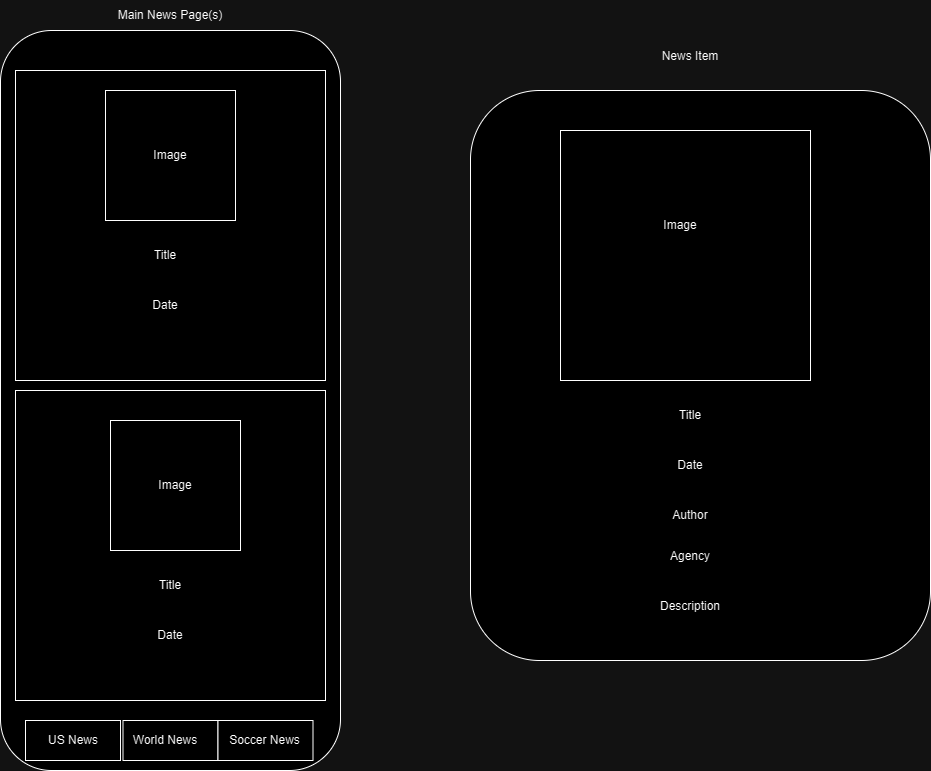 Main News Page(s)
Image
Title
Date
Image
Title
Date
US News
World News
Soccer News
News Item
Image
Title
Date
Author
Agency
Description